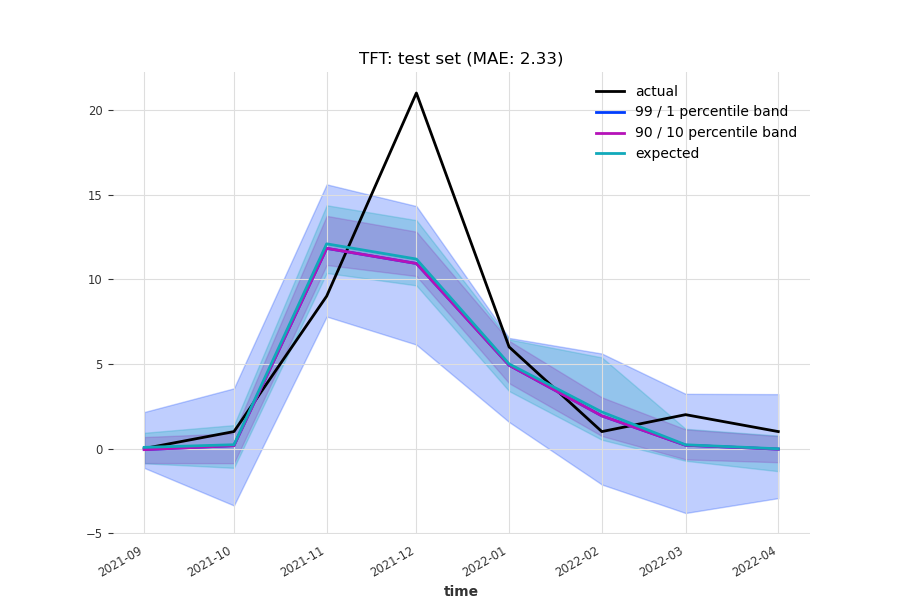 TFT: test set (MAE: 2.33)
actual
99 / 1 percentile band
90 / 10 percentile band
expected
20
15
10
5
0
−5
2021-09
2021-10
2021-11
2021-12
2022-01
2022-02
2022-03
2022-04
time